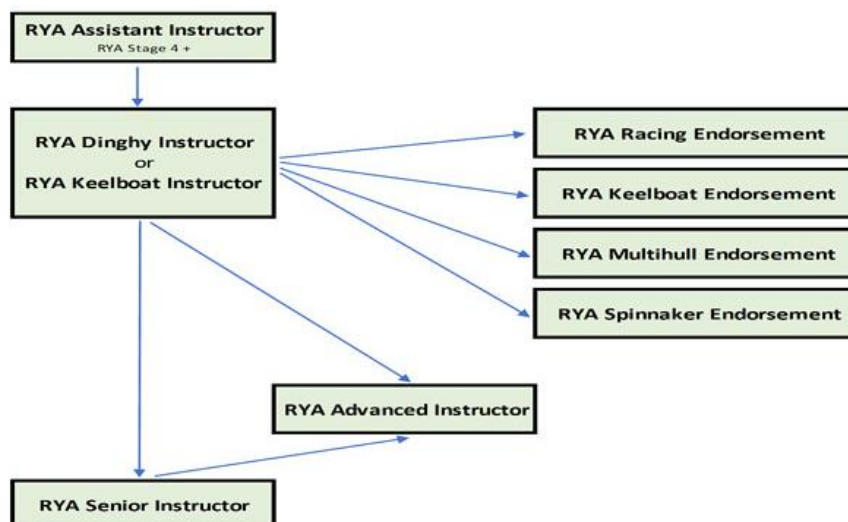 RYA Assistant Instructor
RYA Stage 4 +
RYA Dinghy Instructor
or
RYA Keelboat Instructor
RYA Racing Endorsement
RYA Keelboat Endorsement
RYA Multihull Endorsement
RYA Spinnaker Endorsement
RYA Advanced Instructor
RYA Senior Instructor